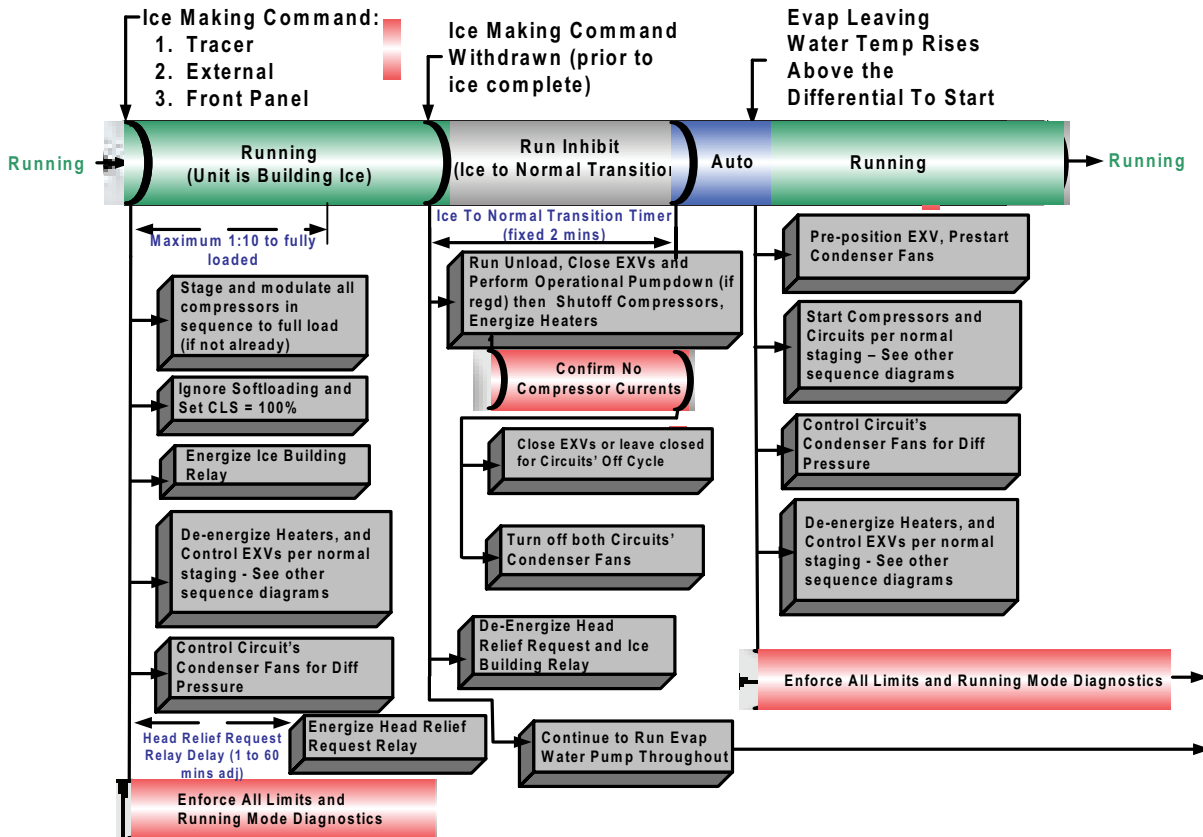 Ice Making Command:
1. Tracer
2. External
3. Front Panel
Ice Making Command
Withdrawn (prior to
ice complete)
Evap Leaving
Water Temp Rises
Above the
Differential To Start
Running
Running
(Unit is Building Ice)
Run Inhibit
(Ice to Normal Transition
Auto
Running
Running
Maximum 1:10 to fully
loaded
Stage and modulate all
compressors in
sequence to full load
(if not already)
Ignore Softloading and
Set CLS = 100%
Energize Ice Building
Relay
De-energize Heaters, and
Control EXVs per normal
staging - See other
sequence diagrams
Control Circuit's
Condenser Fans for Diff
Pressure
Head Relief Request
Relay Delay (1 to 60
mins adj)
Energize Head Relief
Request Relay
Enforce All Limits and
Running Mode Diagnostics
Ice To Normal Transition Timer
(fixed 2 mins)
Run Unload, Close EXVs and
Perform Operational Pumpdown (if
regd) then Shutoff Compressors,
Energize Heaters
Confirm No
Compressor Currents
Close EXVs or leave closed
for Circuits' Off Cycle
Turn off both Circuits'
Condenser Fans
De-Energize Head
Relief Request and Ice
Building Relay
Continue to Run Evap
Water Pump Throughout
Pre-position EXV, Prestart
Condenser Fans
Start Compressors and
Circuits per normal
staging – See other
sequence diagrams
Control Circuit's
Condenser Fans for Diff
Pressure
De-energize Heaters, and
Control EXVs per normal
staging - See other
sequence diagrams
Enforce All Limits and Running Mode Diagnostics